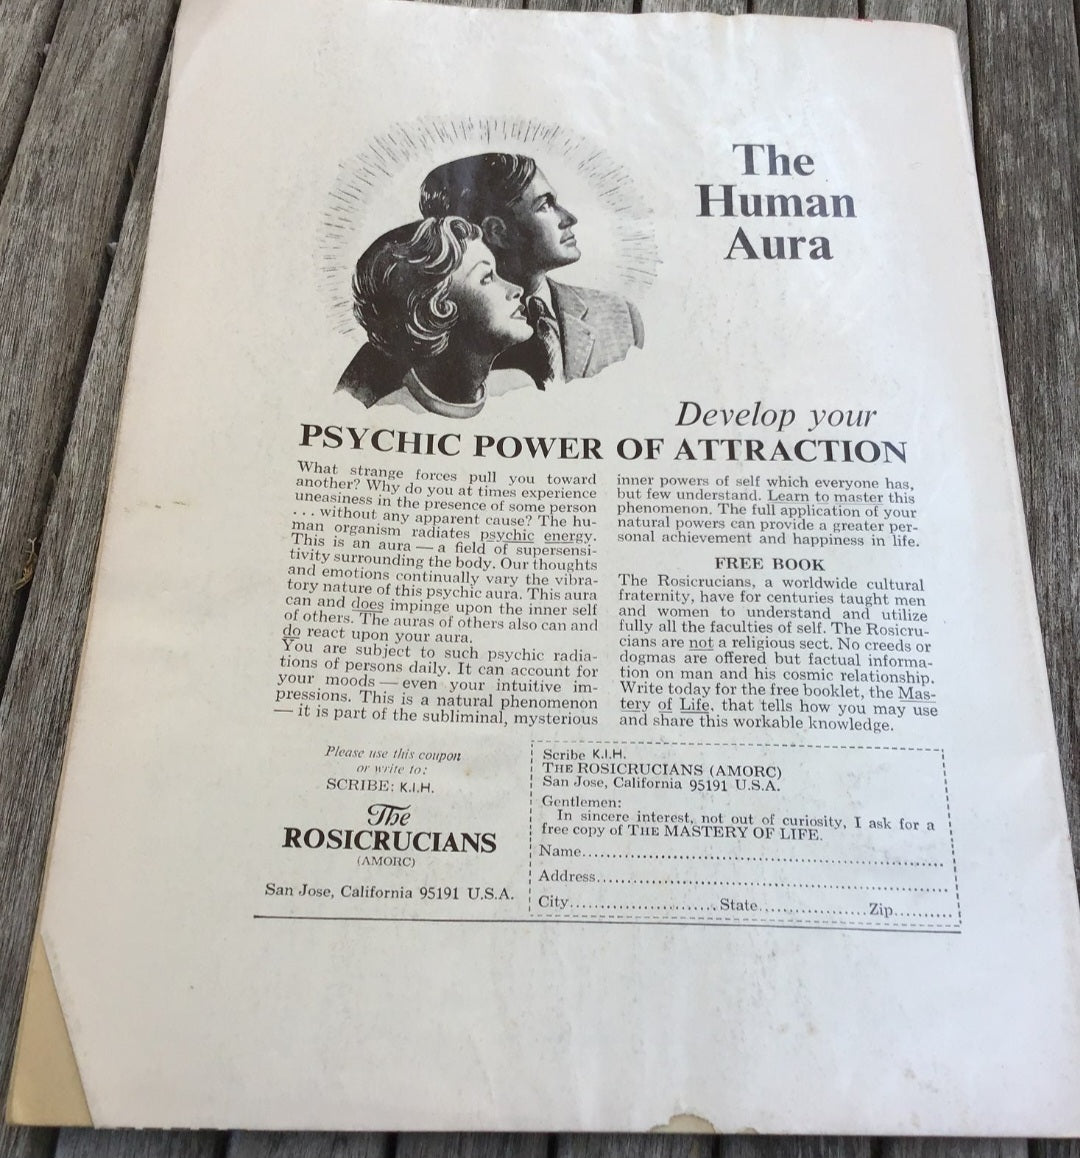 The
Human
Aura
Develop your
PSYCHIC POWER OF ATTRACTION
What strange forces pull you toward
another? Why do you at times experience
uneasiness in the presence of some person
... without any apparent cause? The hu-
man organism radiates psychic energy.
This is an aura — a field of supersensi-
tivity surrounding the body. Our thoughts
and emotions continually vary the vibra-
tory nature of this psychic aura. This aura
can and does impinge upon the inner self
of others. The auras of others also can and
do react upon your aura.
You are subject to such psychic radia-
tions of persons daily. It can account for
your moods — even your intuitive im-
pressions. This is a natural phenomenon
— it is part of the subliminal, mysterious
inner powers of self which everyone has,
but few understand. Learn to master this
phenomenon. The full application of your
natural powers can provide a greater per-
sonal achievement and happiness in life.
FREE BOOK
The Rosicrucians, a worldwide cultural
fraternity, have for centuries taught men
and women to understand and utilize
fully all the faculties of self. The Rosicru-
cians are not a religious sect. No creeds or
dogmas are offered but factual informa-
tion on man and his cosmic relationship.
Write today for the free booklet, the Mas-
tery of Life, that tells how you may use
and share this workable knowledge.
Please use this coupon
or write to:
SCRIBE: K.I.H.
The
ROSICRUCIANS
(AMORC)
San Jose, California 95191 U.S.A.
Scribe K.I.H.
THE ROSICRUCIANS (AMORC)
San Jose, California 95191 U.S.A.
Gentlemen:
In sincere interest, not out of curiosity, I ask for a
free copy of THE MASTERY OF LIFE.
Name..........................................................
Address.......................................................
City........................State..................Zip..........